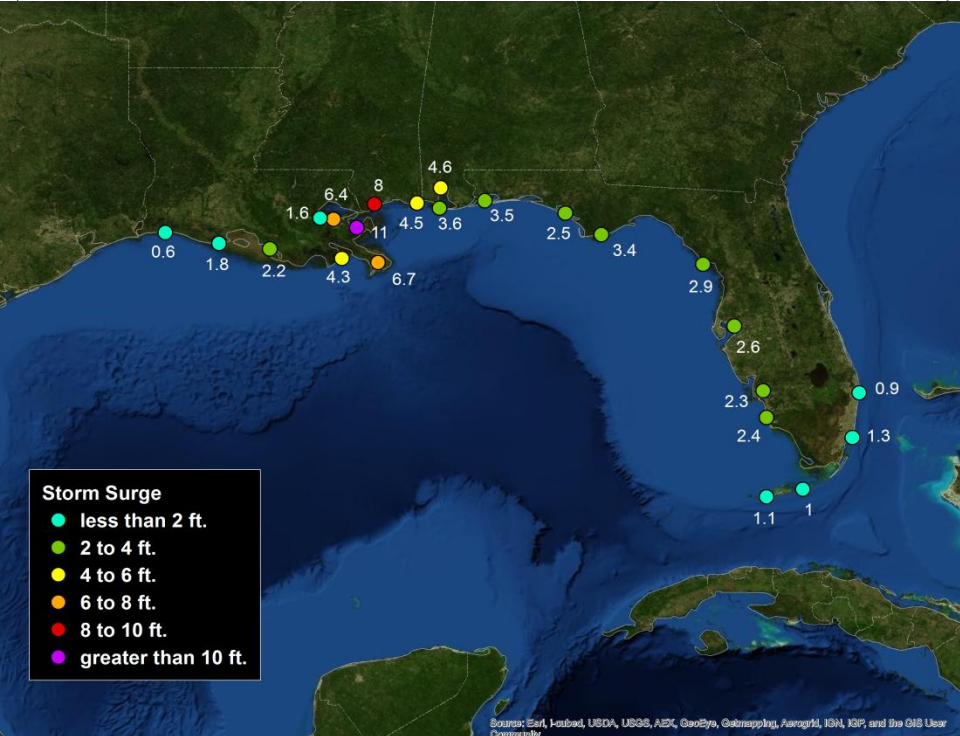 4.6
8
6.4
1.6
4.5
3.6
3.5
11
2.5
3.4
0.6
1.8
2.2
4.3
6.7
2.9
2.6
0.9
2.3
2.4
1.3
1
1.1
Storm Surge
less than 2 ft.
2 to 4 ft.
4 to 6 ft.
6 to 8 ft.
8 to 10 ft.
greater than 10 ft.
Source: Esri, i-cubed, USDA, USGS, AEX, GeoEye, Getmapping, Aerogrid, IGN, IGP, and the GIS User
Community